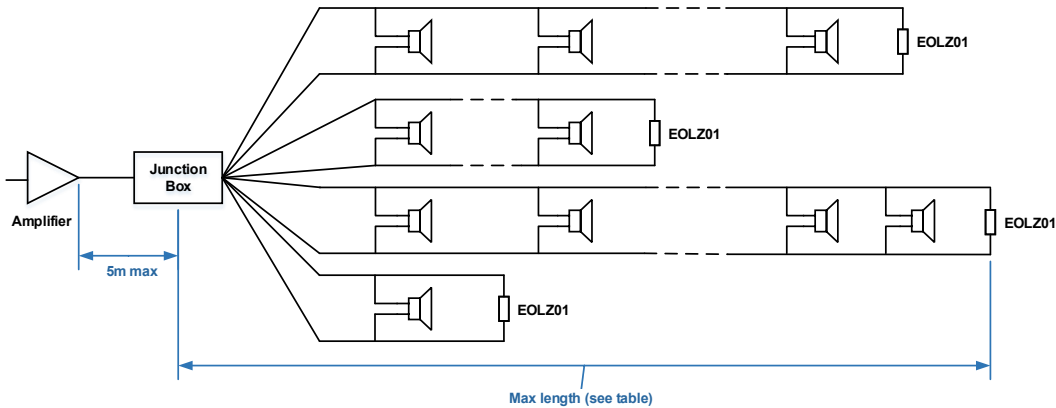 EOLZ01
EOLZ01
Junction
Box
Amplifier
EOLZ01
5m max
EOLZ01
Max length (see table)